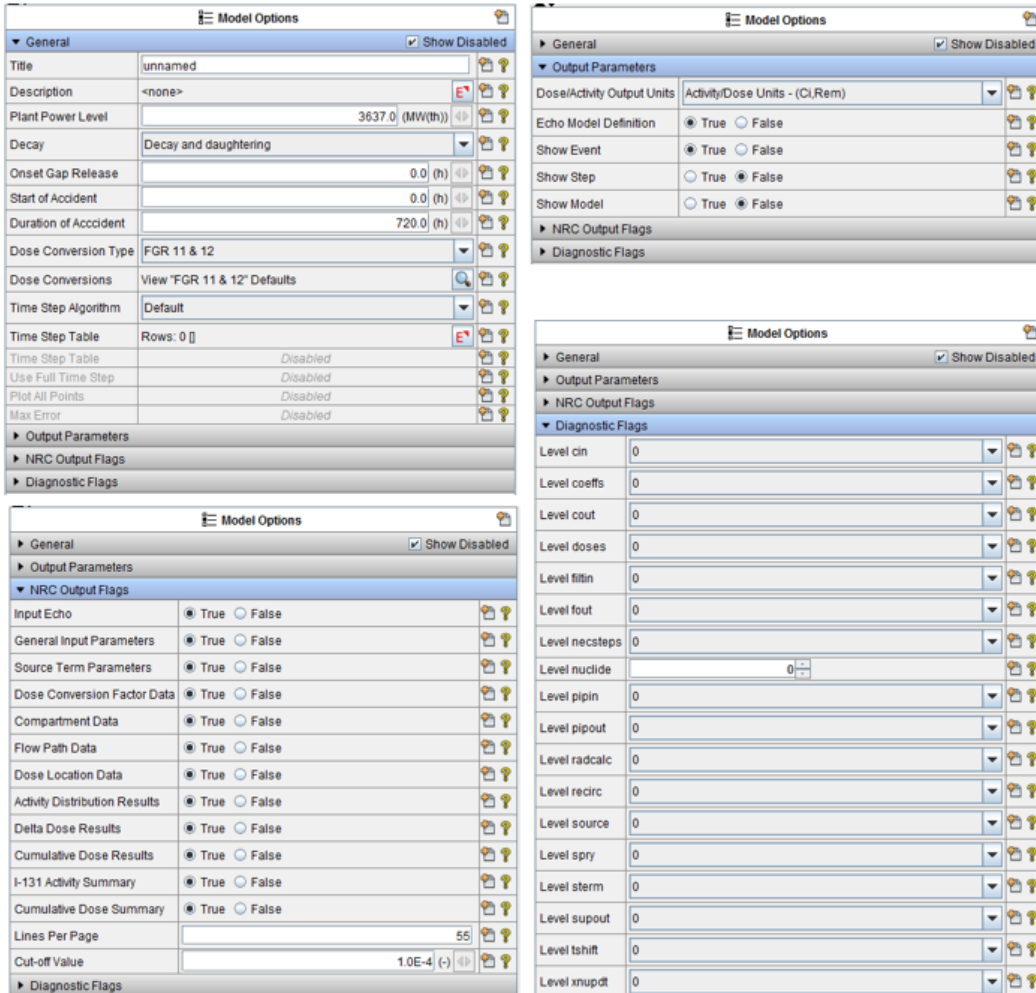 Model Options
General
Show Disabled
Title unnamed
Description <none>
Plant Power Level 3637.0 (MW(th))
Decay Decay and daughtering
Onset Gap Release 0.0 (h)
Start of Accident 0.0 (h)
Duration of Acccident 720.0 (h)
Dose Conversion Type FGR 11 & 12
Dose Conversions View "FGR 11 & 12" Defaults
Time Step Algorithm Default
Time Step Table Rows: 0 []
Time Step Table Disabled
Use Full Time Step Disabled
Plot All Points Disabled
Max Error Disabled
Output Parameters
NRC Output Flags
Diagnostic Flags
Model Options
General
Show Disabled
Output Parameters
Dose/Activity Output Units Activity/Dose Units - (Ci,Rem)
Echo Model Definition True False
Show Event True False
Show Step True False
Show Model True False
NRC Output Flags
Diagnostic Flags
Model Options
General
Show Disabled
Output Parameters
NRC Output Flags
Input Echo True False
General Input Parameters True False
Source Term Parameters True False
Dose Conversion Factor Data True False
Compartment Data True False
Flow Path Data True False
Dose Location Data True False
Activity Distribution Results True False
Delta Dose Results True False
Cumulative Dose Results True False
I-131 Activity Summary True False
Cumulative Dose Summary True False
Lines Per Page 55
Cut-off Value 1.0E-4 (-)
Diagnostic Flags
Model Options
General
Show Disabled
Output Parameters
NRC Output Flags
Diagnostic Flags
Level cin 0
Level coeffs 0
Level cout 0
Level doses 0
Level filtin 0
Level fout 0
Level necsteps 0
Level nuclide 0
Level pipin 0
Level pipout 0
Level radcalc 0
Level recirc 0
Level source 0
Level spry 0
Level sterm 0
Level supout 0
Level tshift 0
Level xnupdt 0